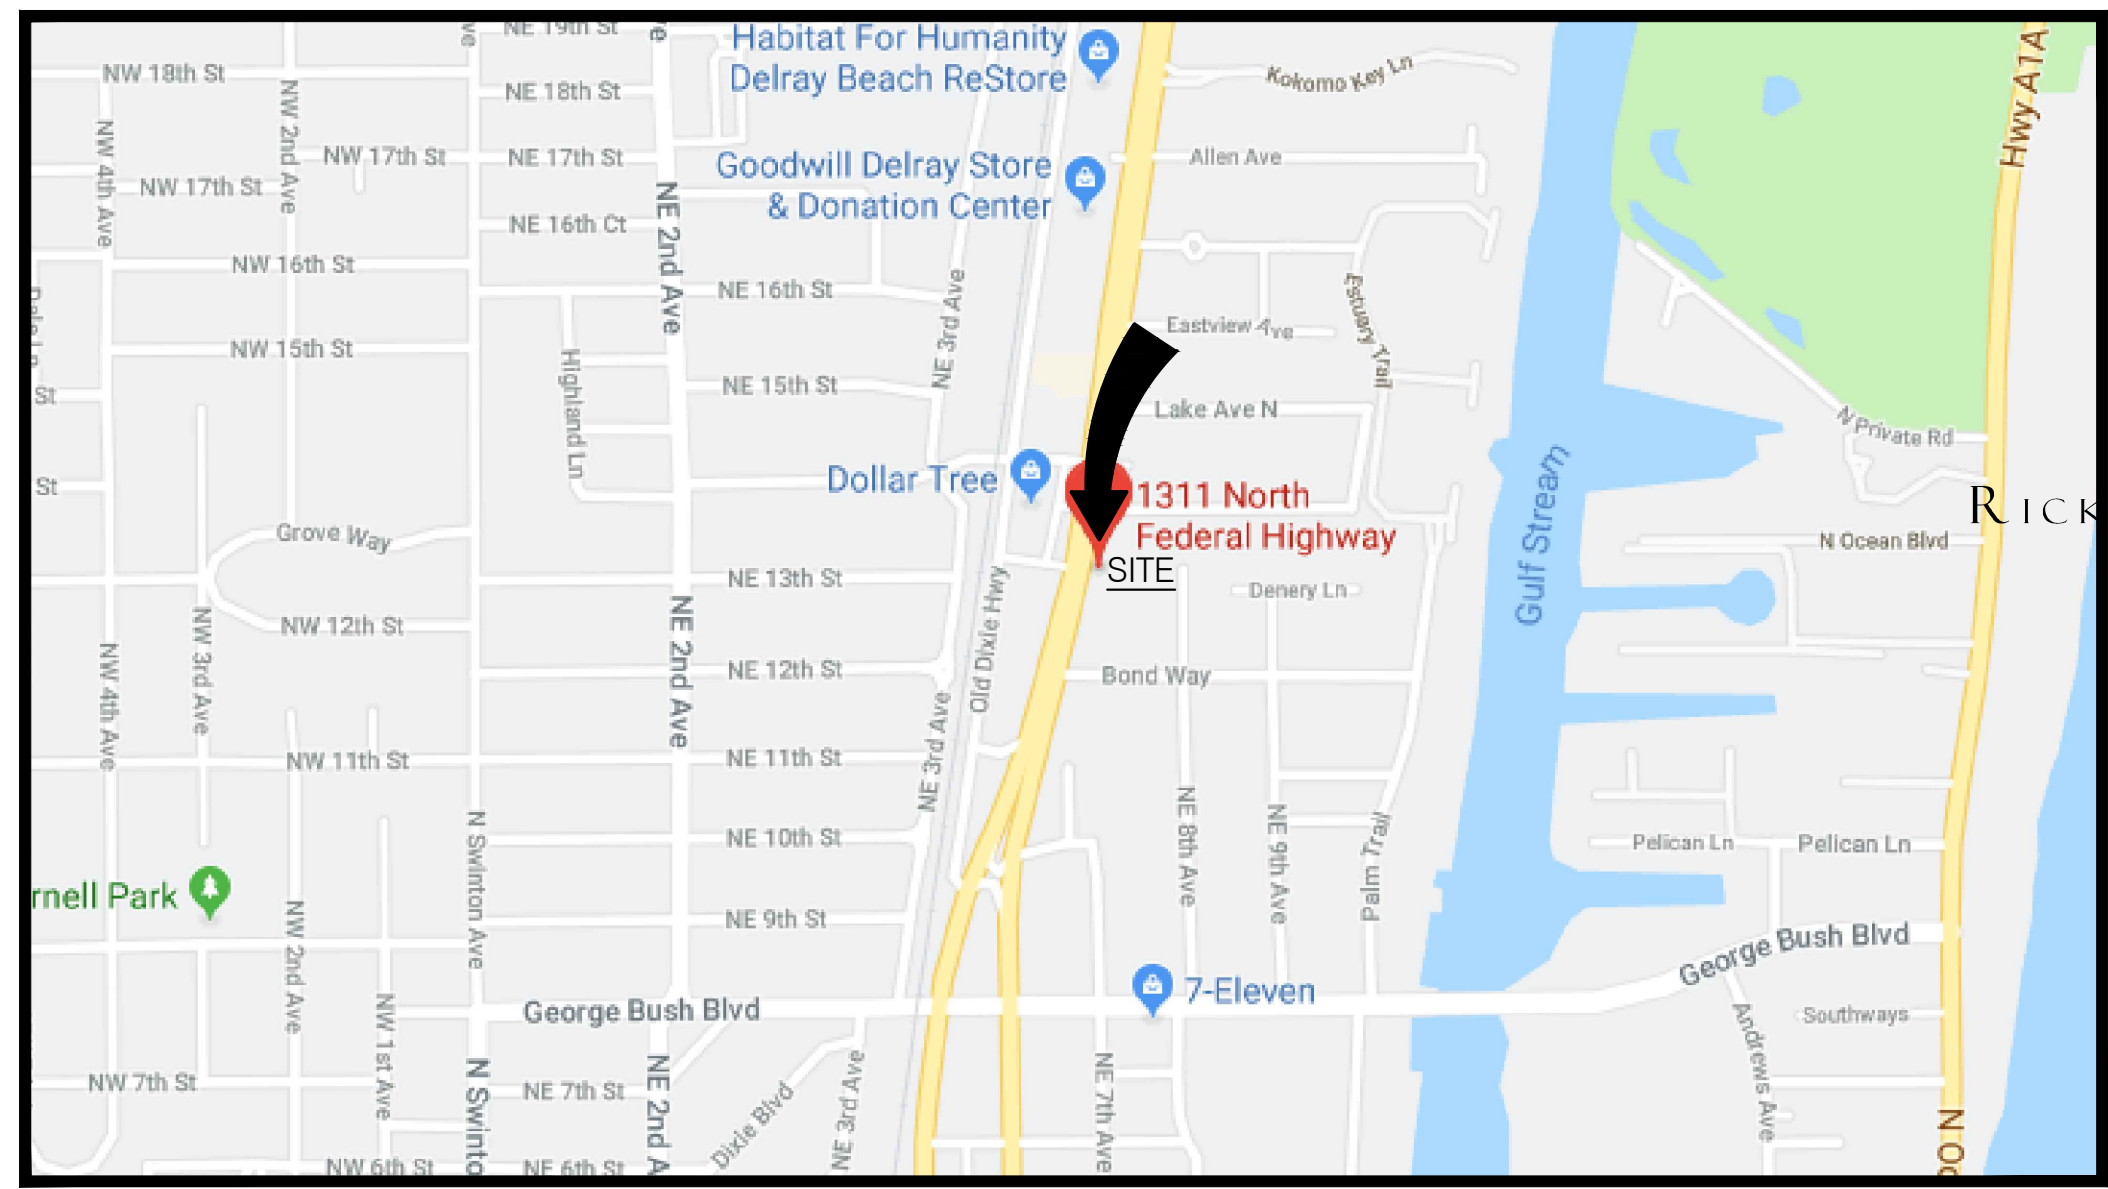 NE 19th St
Habitat For Humanity
Delray Beach ReStore
NW 18th St
NE 18th St
Kokomo Key Ln
Hwy A1A
NW 4th Ave
NW 2nd Ave
NW 17th St
NE 17th St
Allen Ave
NW 17th St
Goodwill Delray Store
& Donation Center
NE 16th Ct
NE 2nd Ave
NW 16th St
NE 16th St
NE 3rd Ave
Estuary Trail
Eastview Ave
NW 15th St
Highland Ln
NE 15th St
St
Lake Ave N
N Private Rd
St
Dollar Tree
1311 North
Federal Highway
SITE
Gulf Stream
RICK
Grove Way
N Ocean Blvd
NE 13th St
Old Dixie Hwy
Denery Ln
NW 3rd Ave
NW 12th St
NE 2nd Ave
NW 4th Ave
NE 12th St
Bond Way
NE 3rd Ave
NW 11th St
NE 11th St
N Swinton Ave
NE 10th St
NE 8th Ave
NE 9th Ave
Palm Trail
Pelican Ln
Pelican Ln
rnell Park
NW 2nd Ave
NE 9th St
George Bush Blvd
7-Eleven
George Bush Blvd
NW 1st Ave
Andrews Ave
Southways
NW 7th St
N Swinto
NE 7th St
NE 2nd A
Dixie Blvd
NE 3rd Ave
NE 7th Ave
NW 6th St
NE 6th St